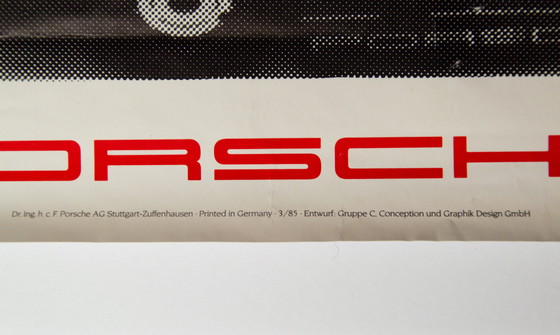 PORSC
ORSCH
Dr. Ing. h. c. F. Porsche AG Stuttgart-Zuffenhausen · Printed in Germany · 3/85 · Entwurf: Gruppe C, Conception und Graphik Design GmbH